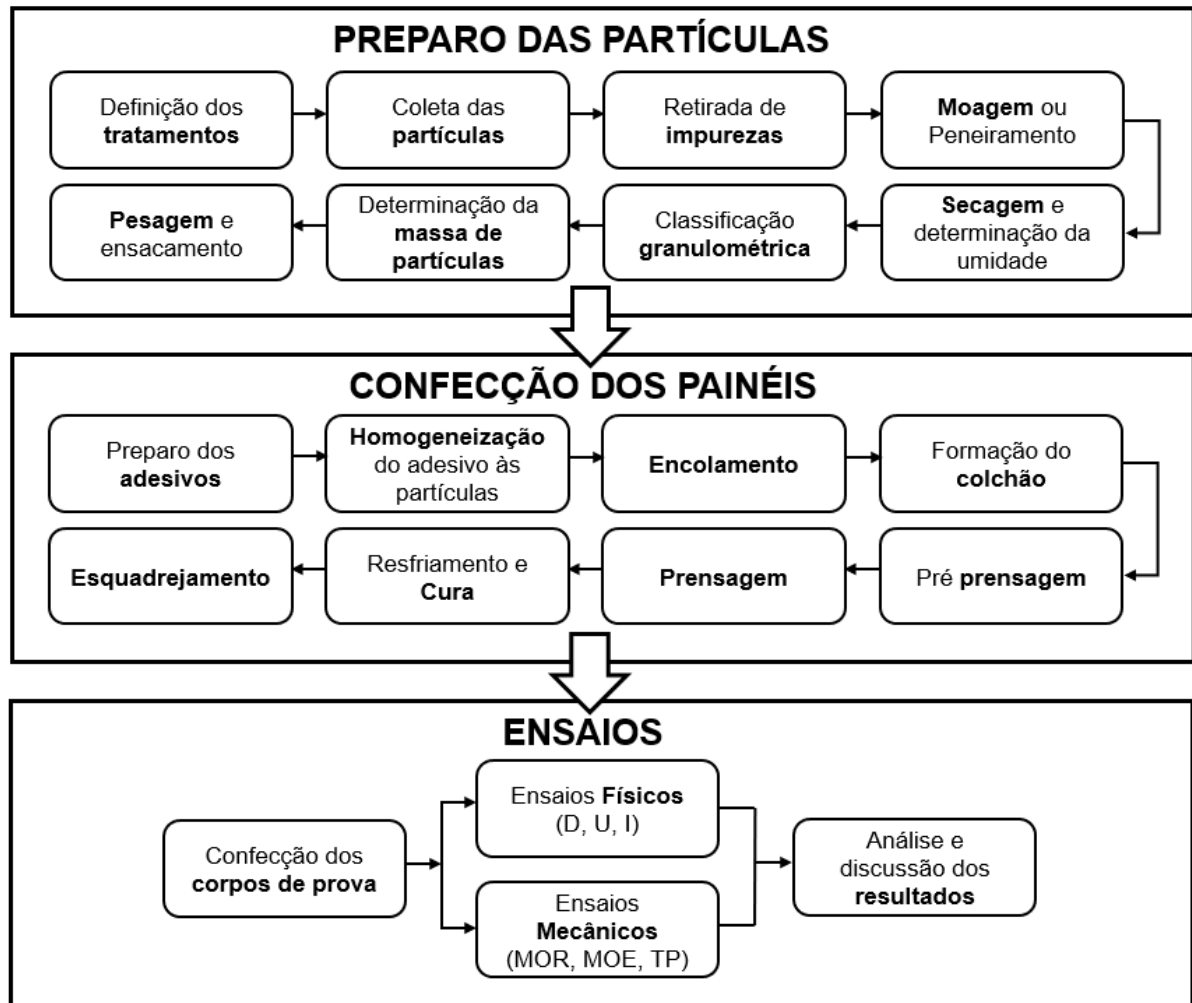 PREPARO DAS PARTÍCULAS
Definição dos
tratamentos
Coleta das
partículas
Retirada de
impurezas
Moagem ou
Peneiramento
Secagem e
determinação da
umidade
Classificação
granulométrica
Determinação da
massa de
partículas
Pesagem e
ensacamento
CONFECÇÃO DOS PAINÉIS
Preparo dos
adesivos
Homogeneização
do adesivo às
partículas
Encolamento
Formação do
colchão
Pré prensagem
Prensagem
Resfriamento e
Cura
Esquadrejamento
ENSAIOS
Confecção dos
corpos de prova
Ensaios Físicos
(D, U, I)
Ensaios
Mecânicos
(MOR, MOE, TP)
Análise e
discussão dos
resultados